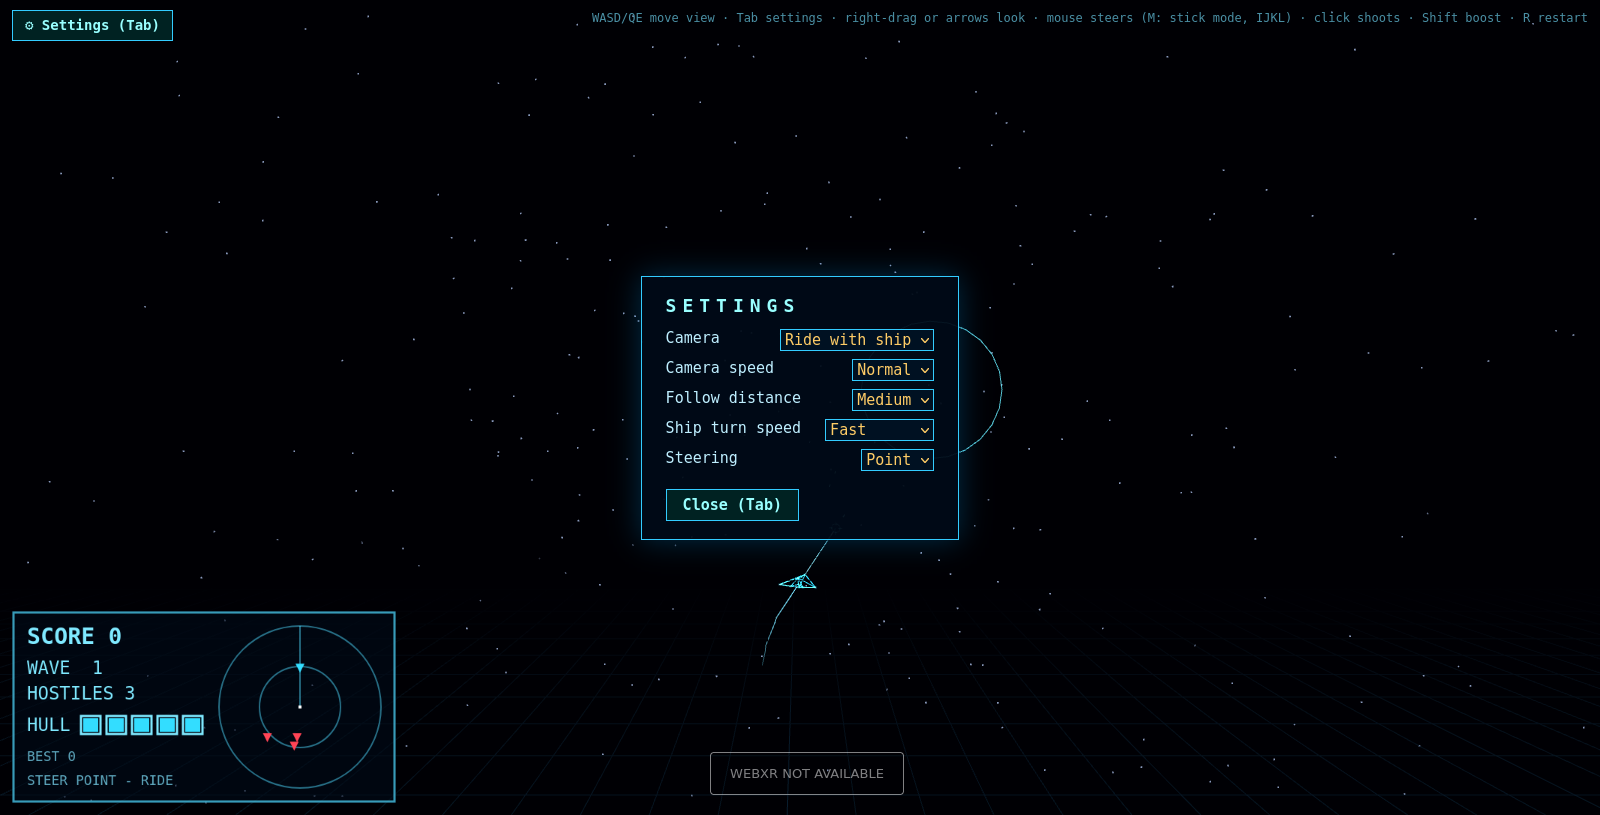 ⚙ Settings (Tab)
WASD/QE move view · Tab settings · right-drag or arrows look · mouse steers (M: stick mode, IJKL) · click shoots · Shift boost · R restart
SETTINGS
Camera Ride with ship
Camera speed Normal
Follow distance Medium
Ship turn speed Fast
Steering Point
Close (Tab)
SCORE 0
WAVE 1
HOSTILES 3
HULL
BEST 0
STEER POINT - RIDE
WEBXR NOT AVAILABLE